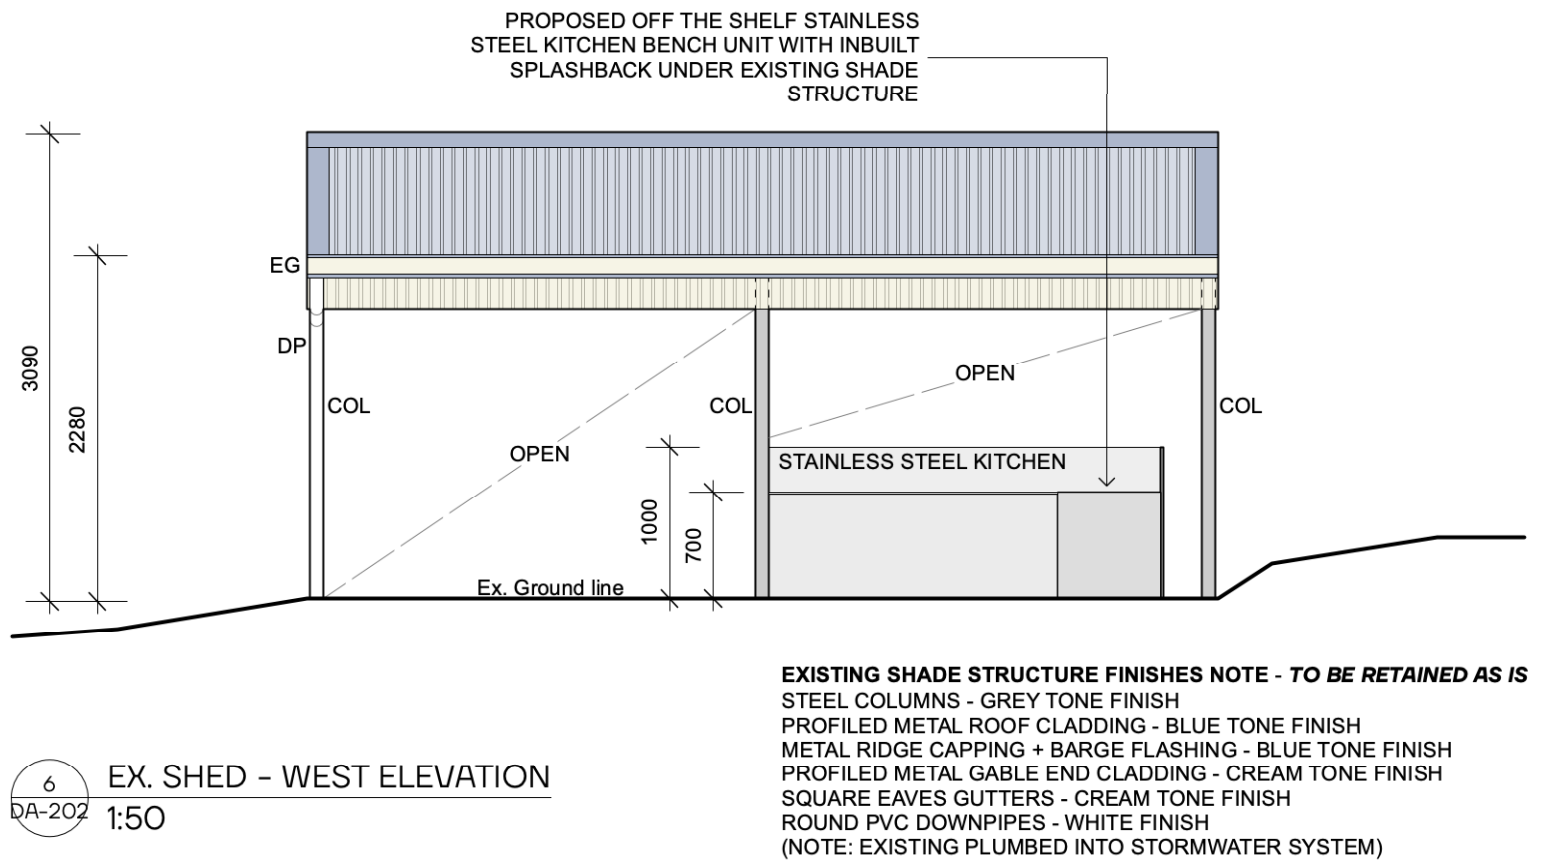 PROPOSED OFF THE SHELF STAINLESS
STEEL KITCHEN BENCH UNIT WITH INBUILT
SPLASHBACK UNDER EXISTING SHADE
STRUCTURE
EG
DP
COL
COL
COL
OPEN
OPEN
3090
2280
1000
700
STAINLESS STEEL KITCHEN
Ex. Ground line
EXISTING SHADE STRUCTURE FINISHES NOTE - TO BE RETAINED AS IS
STEEL COLUMNS - GREY TONE FINISH
PROFILED METAL ROOF CLADDING - BLUE TONE FINISH
METAL RIDGE CAPPING + BARGE FLASHING - BLUE TONE FINISH
PROFILED METAL GABLE END CLADDING - CREAM TONE FINISH
SQUARE EAVES GUTTERS - CREAM TONE FINISH
ROUND PVC DOWNPIPES - WHITE FINISH
(NOTE: EXISTING PLUMBED INTO STORMWATER SYSTEM)
6
DA-202
EX. SHED - WEST ELEVATION
1:50